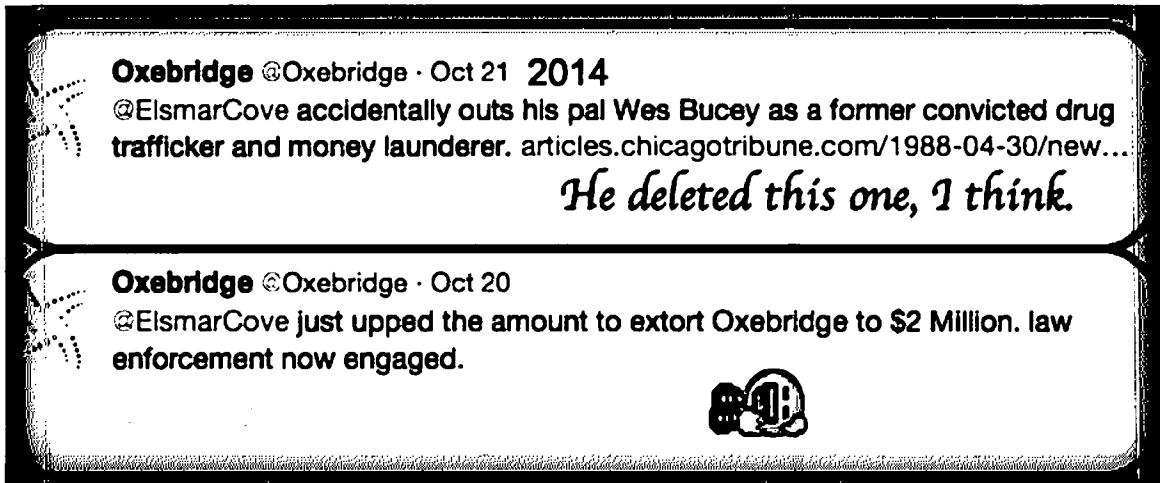 Oxebridge @Oxebridge · Oct 21 2014
@ElsmarCove accidentally outs his pal Wes Bucey as a former convicted drug
trafficker and money launderer. articles.chicagotribune.com/1988-04-30/new...
He deleted this one, I think.
Oxebridge @Oxebridge · Oct 20
@ElsmarCove just upped the amount to extort Oxebridge to $2 Million. law
enforcement now engaged.